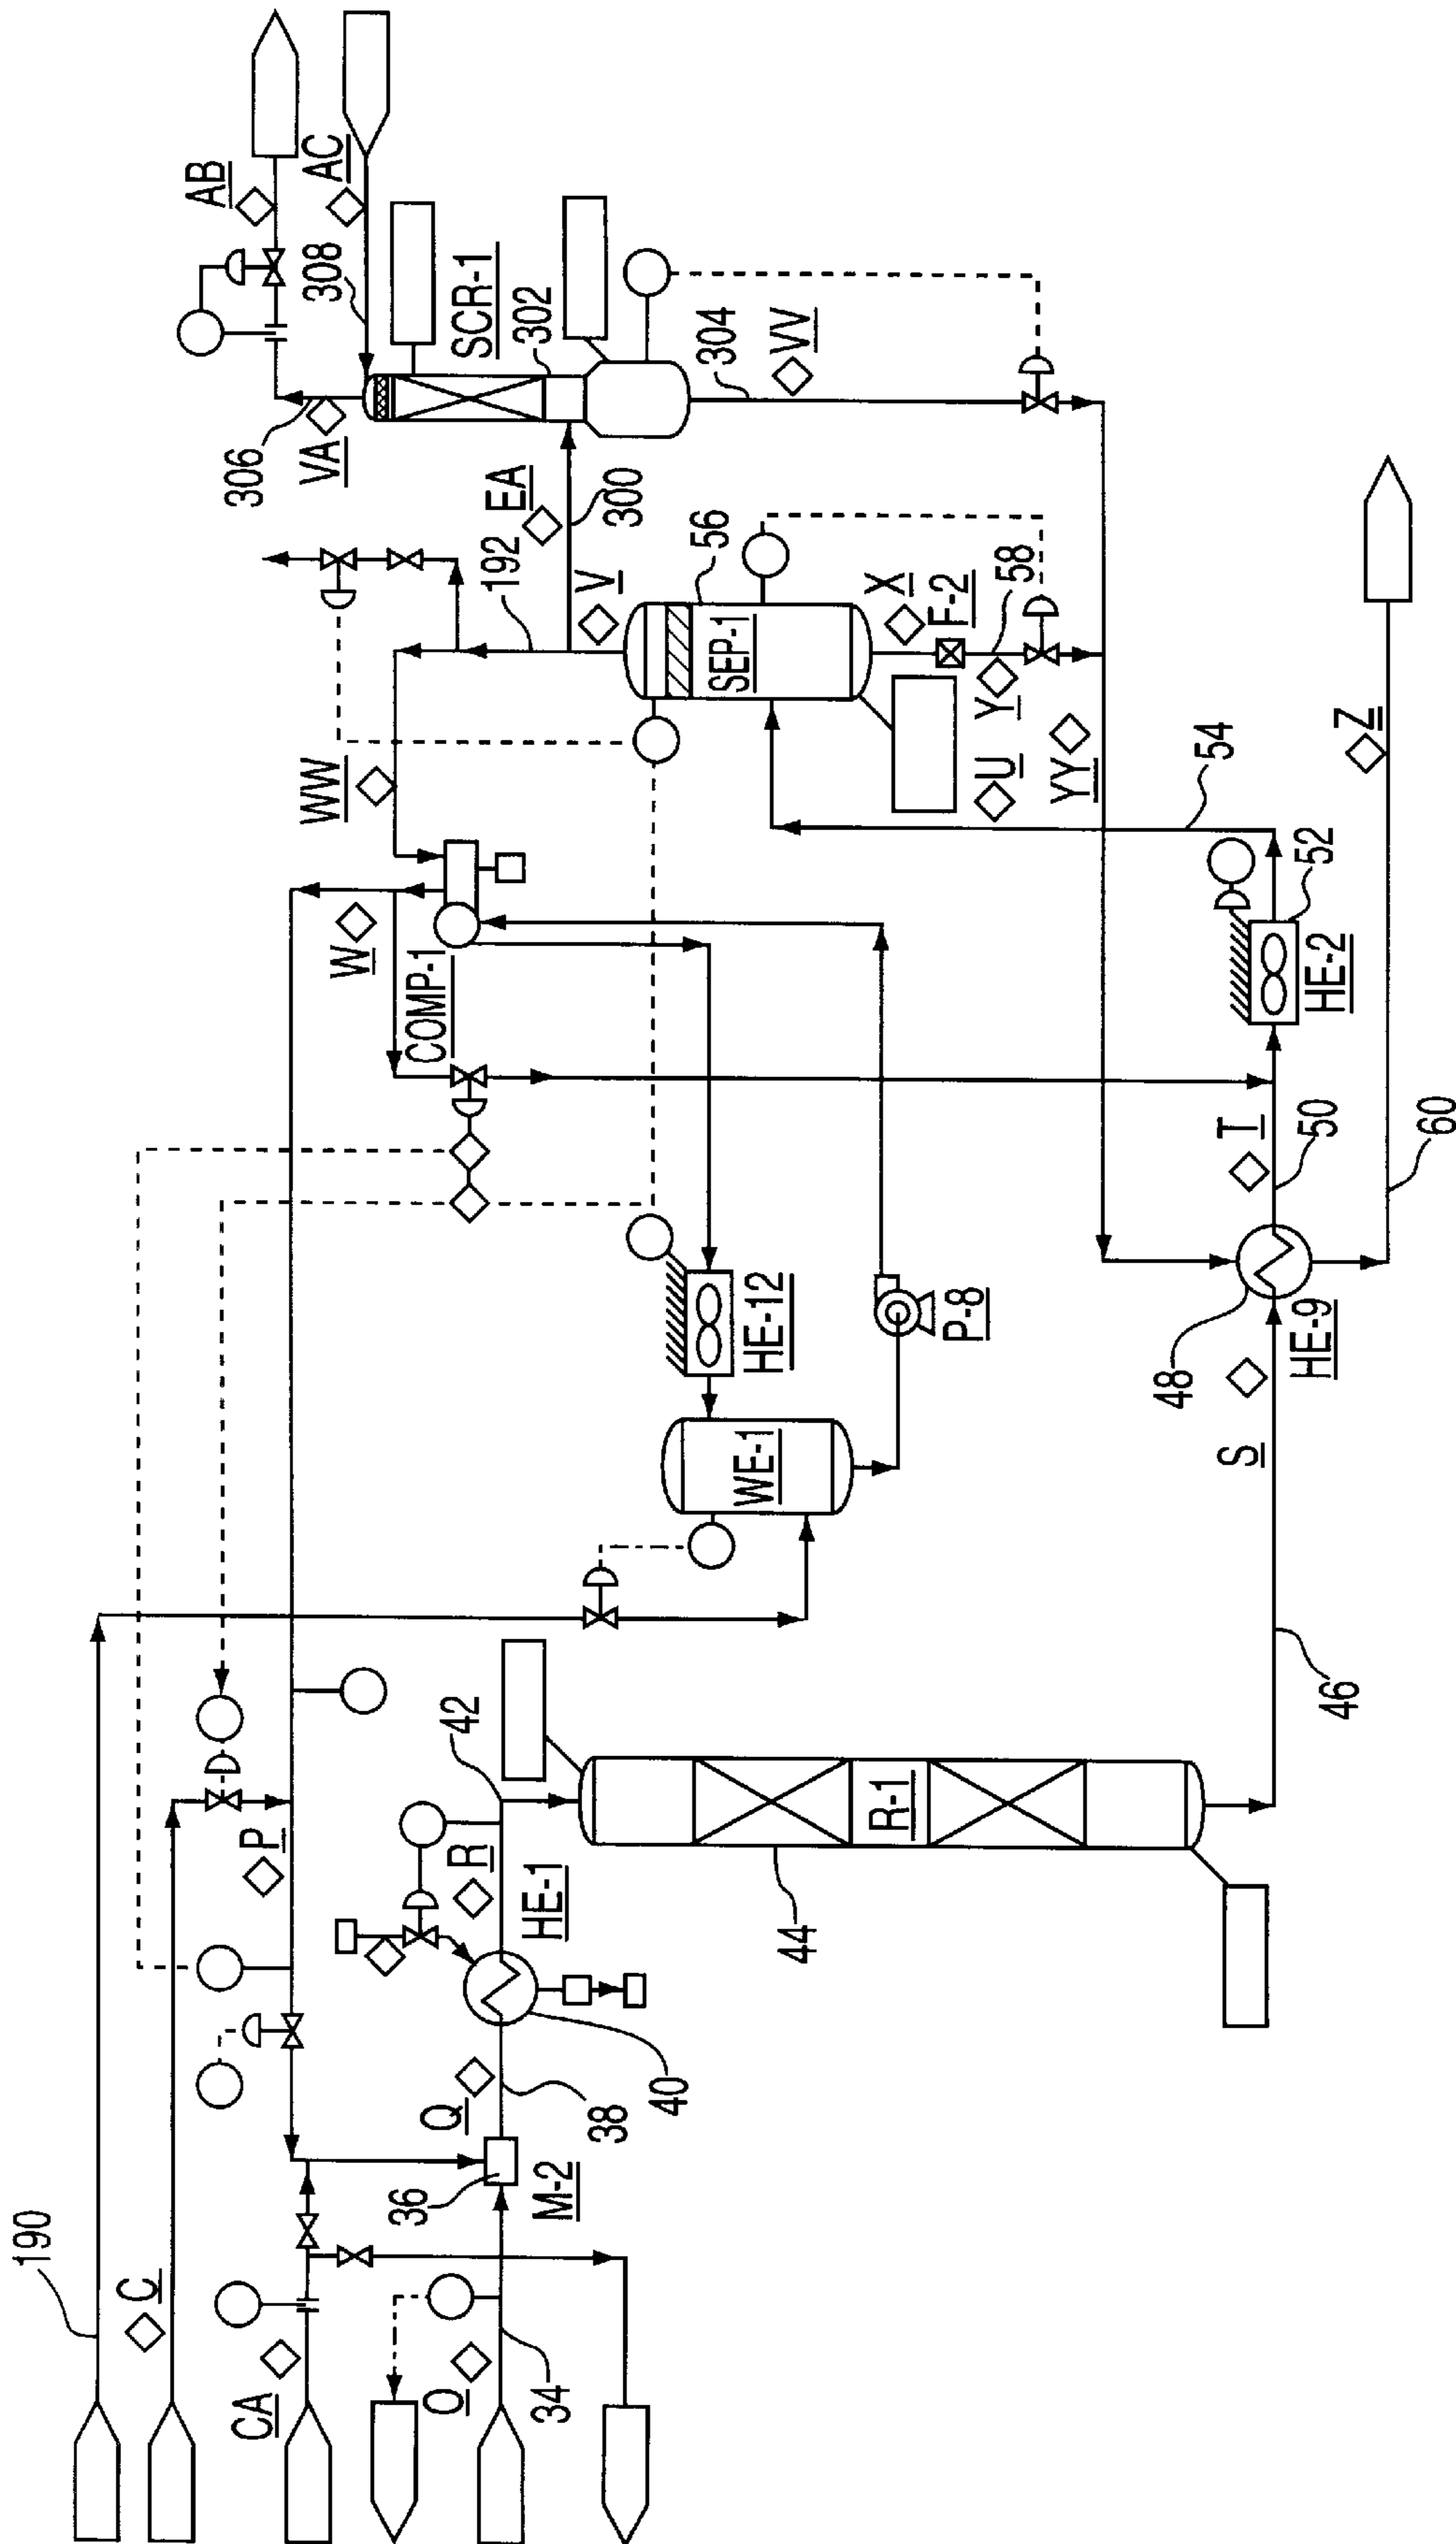 190
C
CA
O
34
36
M-2
Q
38
40
HE-1
R
42
P
44
R-1
46
S
48
HE-9
T
50
60
Z
HE-2
52
54
WE-1
HE-12
P-8
COMP-1
W
WW
192
V
SEP-1
56
X
F-2
58
Y
U
YY
EA
300
306
VA
AB
AC
308
SCR-1
302
304
VV